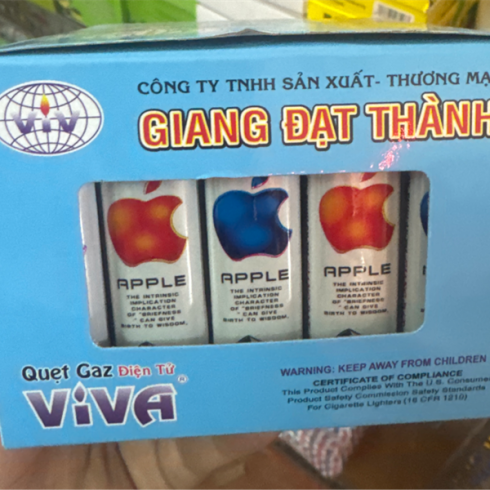 CÔNG TY TNHH SẢN XUẤT- THƯƠNG MẠ
ViV
GIANG ĐẠT THÀNH
APPLE
THE INTRINSIC
IMPLICATION
CHARACTER
OF "BRIEFNESS
" CAN GIVE
BIRTH TO WISDOM.
APPLE
THE INTRINSIC
IMPLICATION
CHARACTER
OF "BRIEFNESS
" CAN GIVE
BIRTH TO WISDOM.
APPLE
THE INTRINSIC
IMPLICATION
CHARACTER
OF "BRIEFNESS
" CAN GIVE
BIRTH TO WISDOM.
Quẹt Gaz Điện Tử
ViVA®
WARNING: KEEP AWAY FROM CHILDREN
CERTIFICATE OF COMPLIANCE
This Product Complies With The U.S. Consume
Product Safety Commission Safety Standards
For Cigarette Lighters (16 CFR 1210)